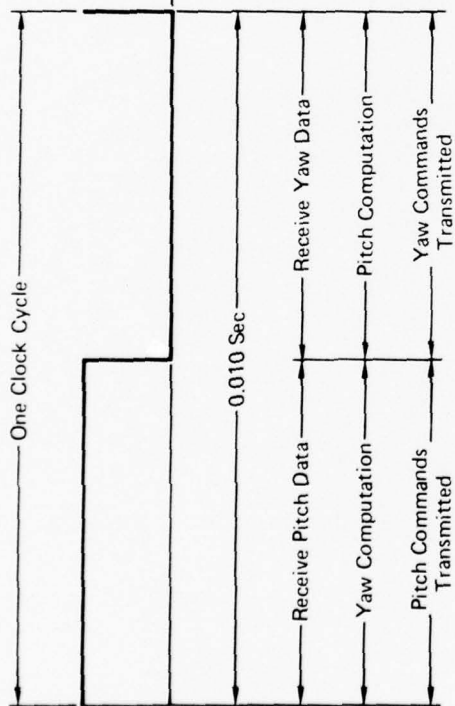 One Clock Cycle
0.010 Sec
Receive Pitch Data
Receive Yaw Data
Yaw Computation
Pitch Computation
Pitch Commands
Transmitted
Yaw Commands
Transmitted